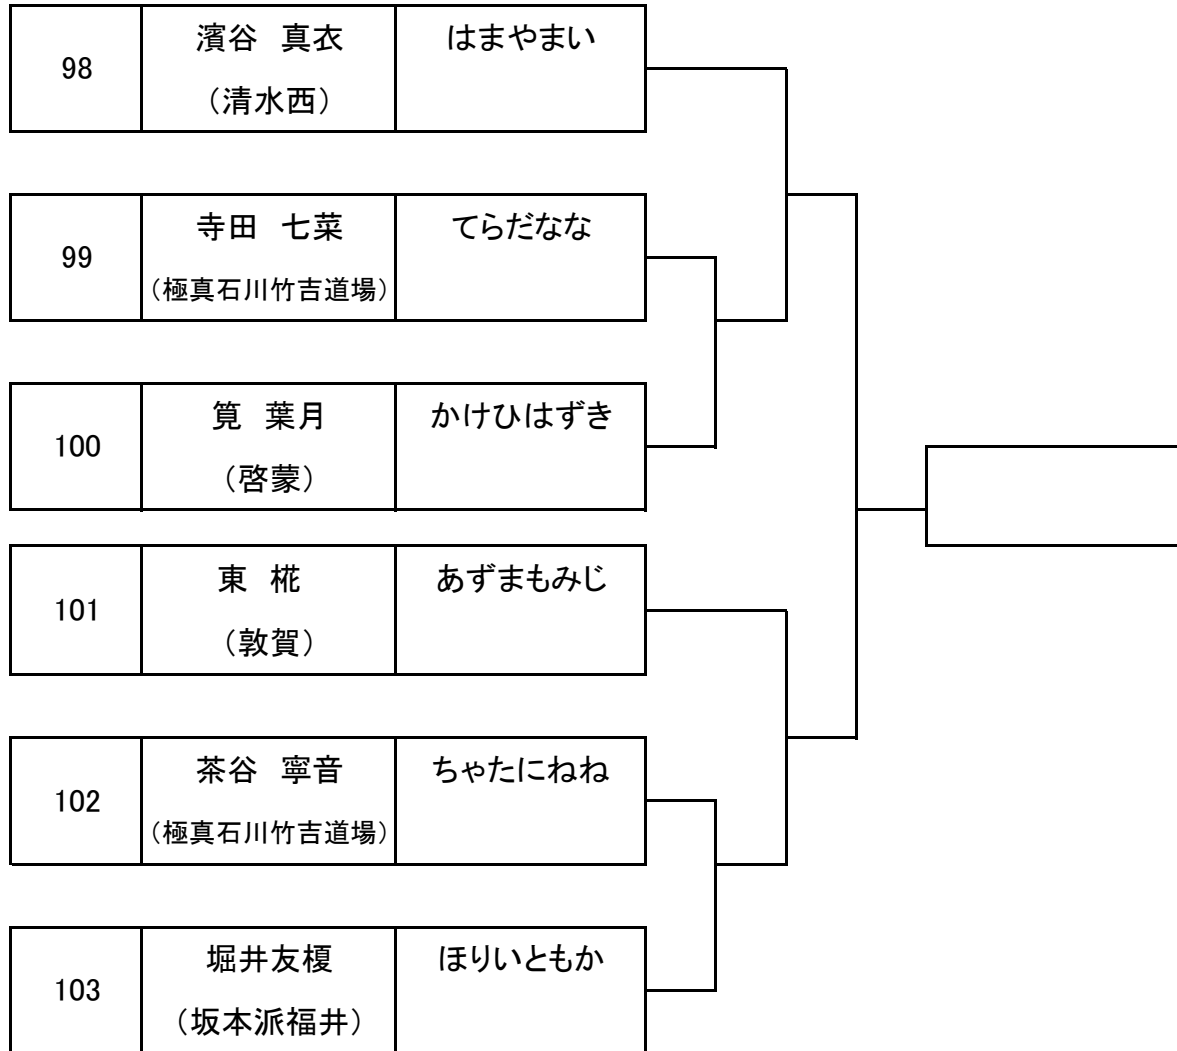 98
濱谷　真衣
（清水西）
はまやまい
99
寺田　七菜
（極真石川竹吉道場）
てらだなな
100
筧　葉月
（啓蒙）
かけひはずき
101
東　椛
（敦賀）
あずまもみじ
102
茶谷　寧音
（極真石川竹吉道場）
ちゃたにねね
103
堀井友榎
（坂本派福井）
ほりいともか